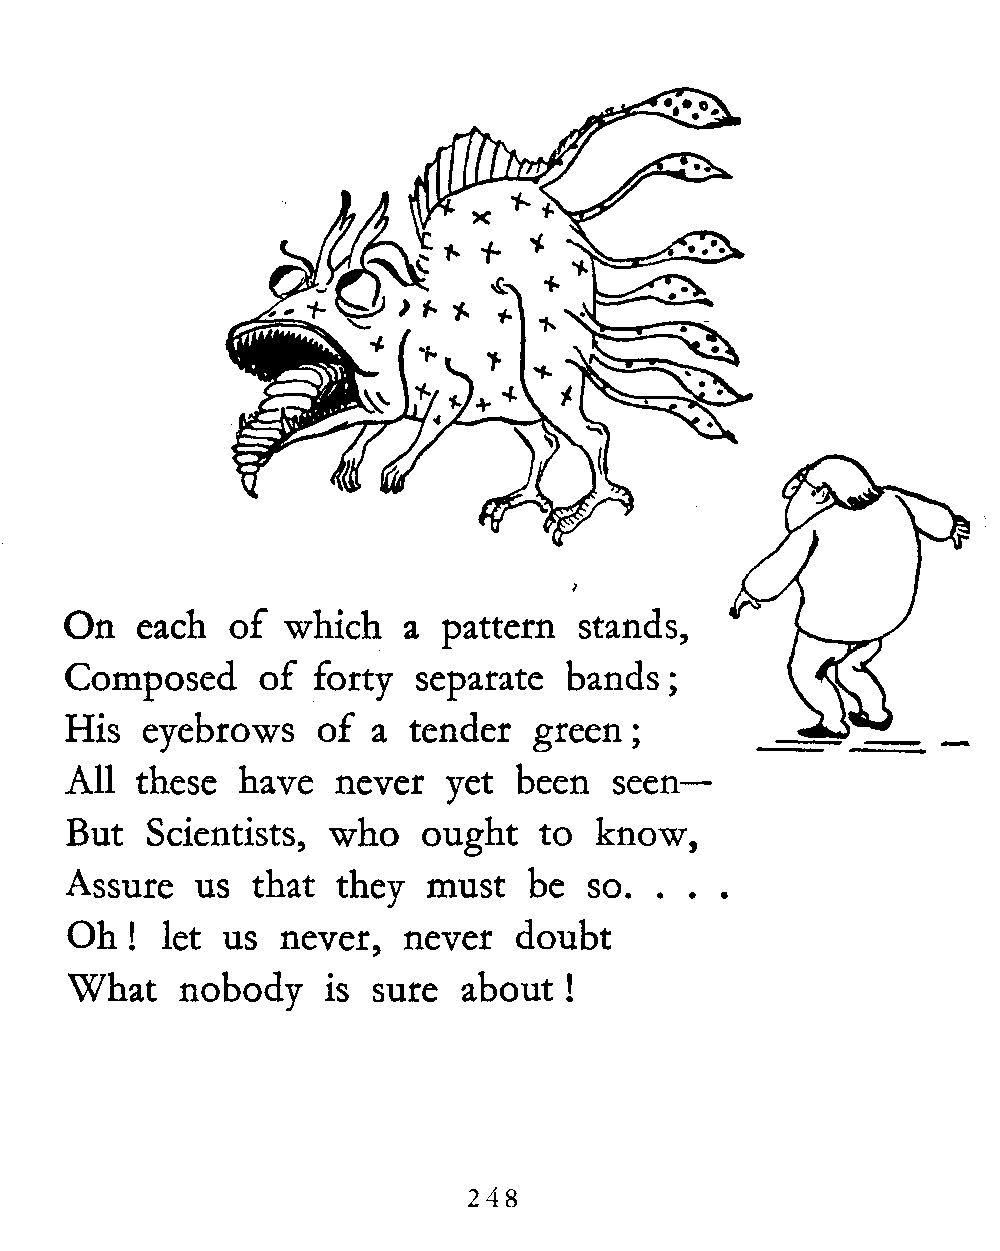 On each of which a pattern stands,
Composed of forty separate bands;
His eyebrows of a tender green;
All these have never yet been seen—
But Scientists, who ought to know,
Assure us that they must be so. . . .
Oh! let us never, never doubt
What nobody is sure about!
248